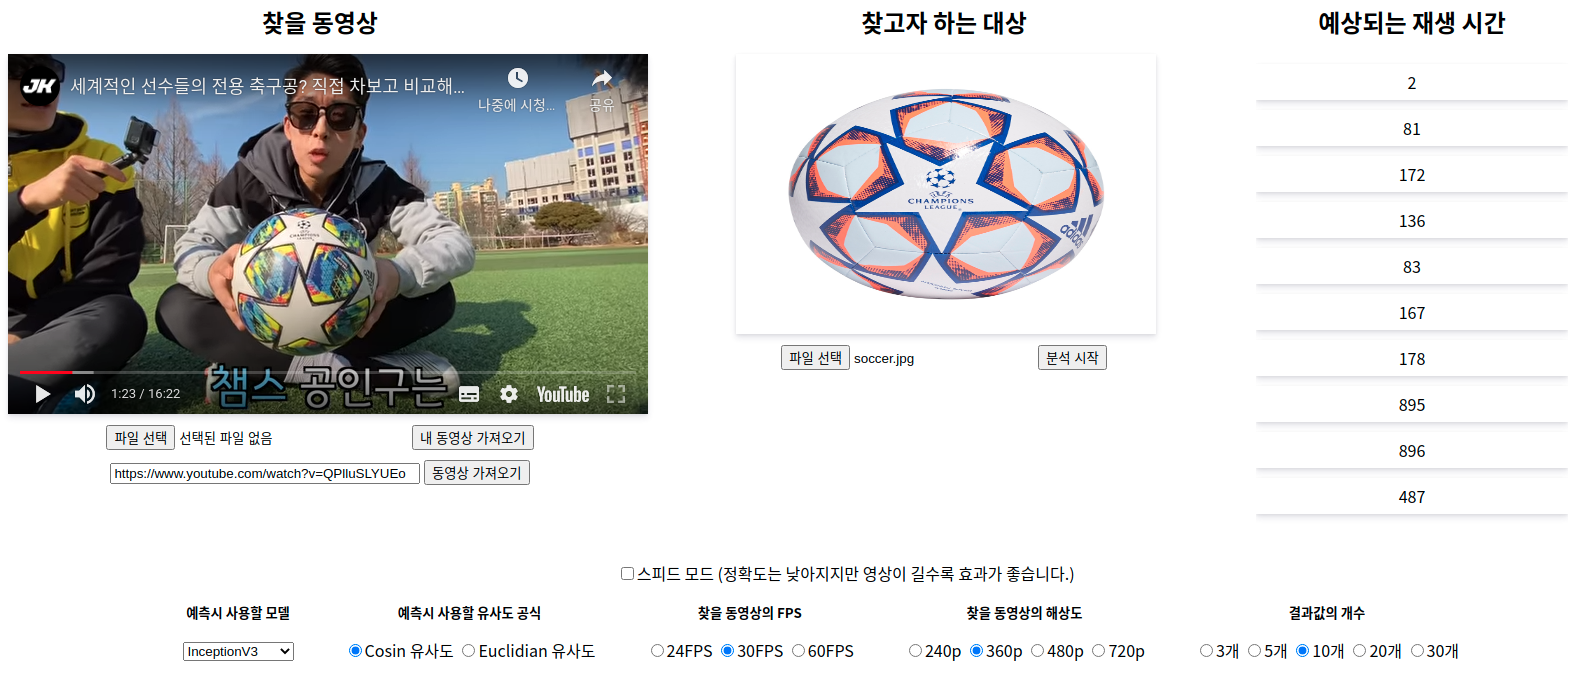 찾을 동영상
JK
세계적인 선수들의 전용 축구공? 직접 차보고 비교해...
나중에 시청...
공유
CHAMPIONS
LEAGUE
챔스 공인구는
1:23 / 16:22
YouTube
파일 선택 선택된 파일 없음
내 동영상 가져오기
https://www.youtube.com/watch?v=QPlluSLYUEo
동영상 가져오기
찾고자 하는 대상
UEFA
CHAMPIONS
LEAGUE
adidas
파일 선택 soccer.jpg
분석 시작
예상되는 재생 시간
2
81
172
136
83
167
178
895
896
487
스피드 모드 (정확도는 낮아지지만 영상이 길수록 효과가 좋습니다.)
예측시 사용할 모델
InceptionV3
예측시 사용할 유사도 공식
Cosin 유사도 Euclidian 유사도
찾을 동영상의 FPS
24FPS 30FPS 60FPS
찾을 동영상의 해상도
240p 360p 480p 720p
결과값의 개수
3개 5개 10개 20개 30개